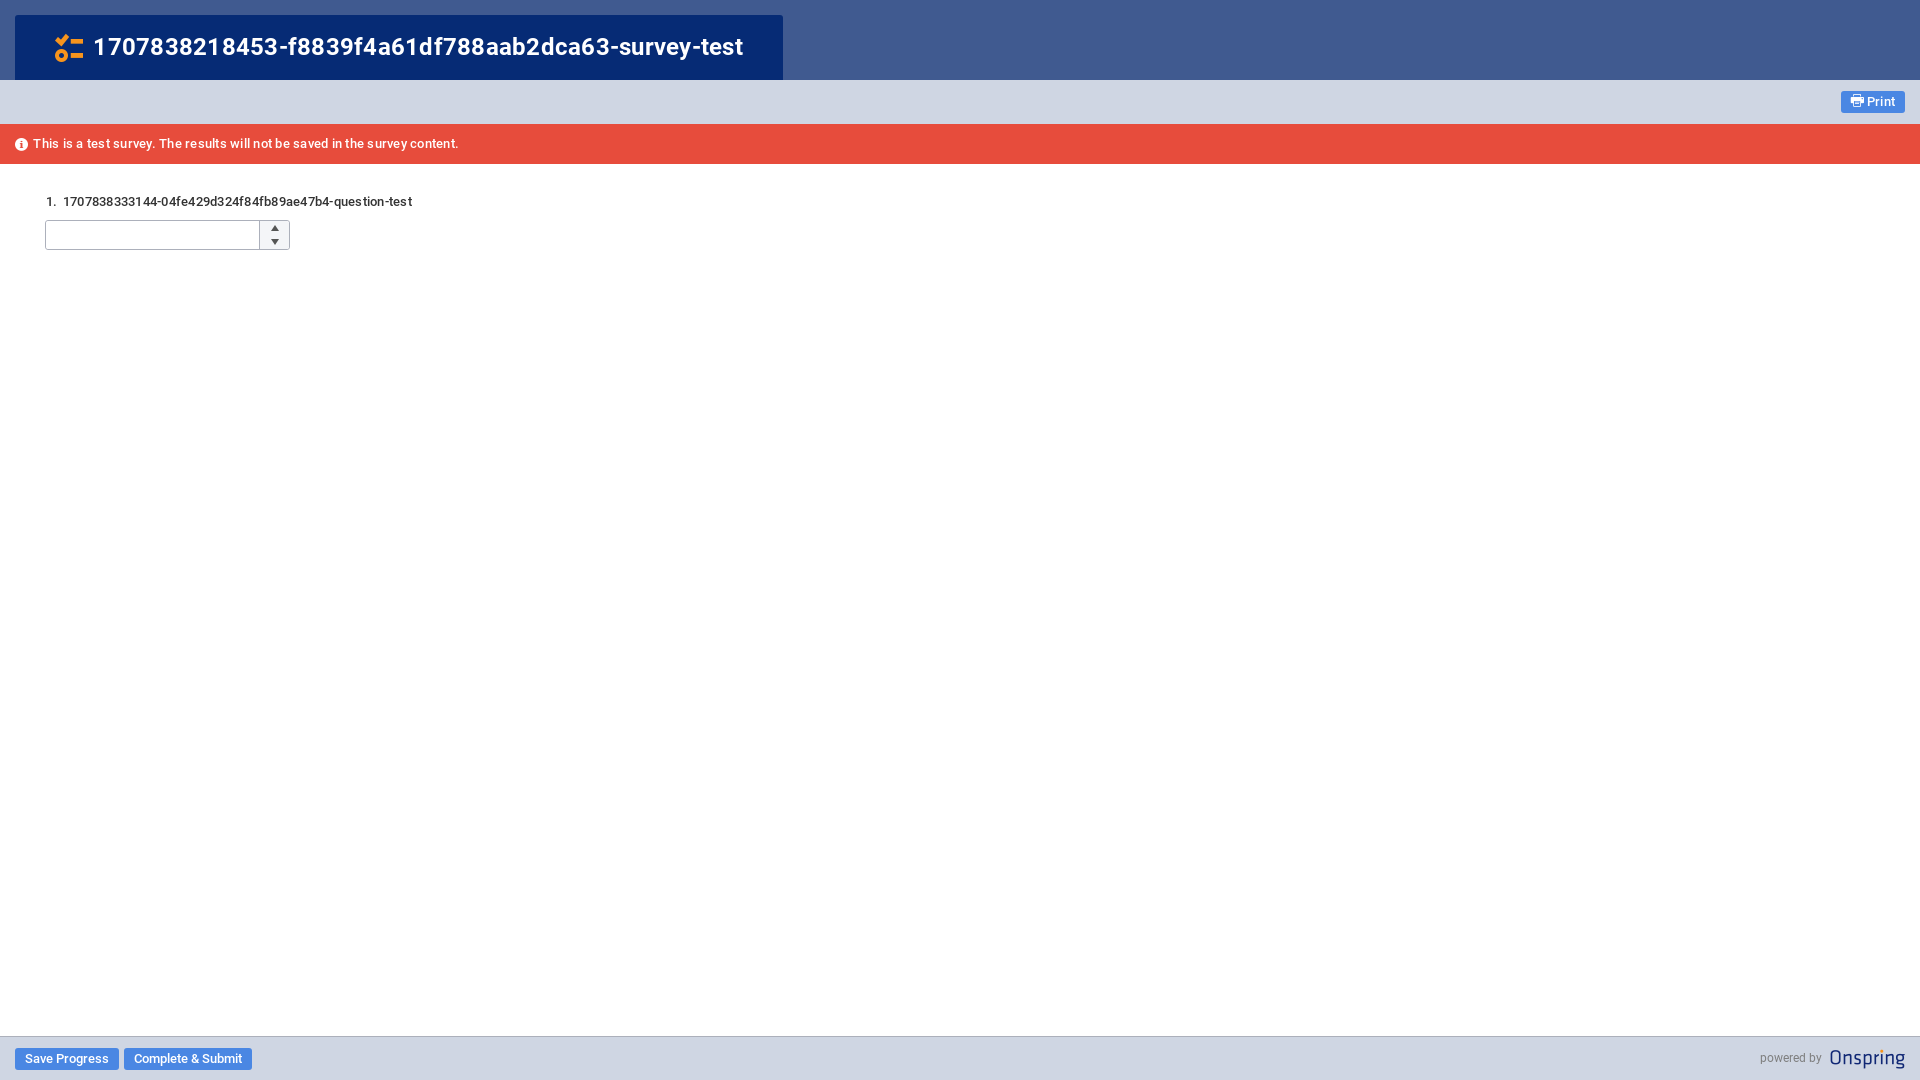 1707838218453-f8839f4a61df788aab2dca63-survey-test
Print
This is a test survey. The results will not be saved in the survey content.
1. 1707838333144-04fe429d324f84fb89ae47b4-question-test
Save Progress Complete & Submit powered by Onspring